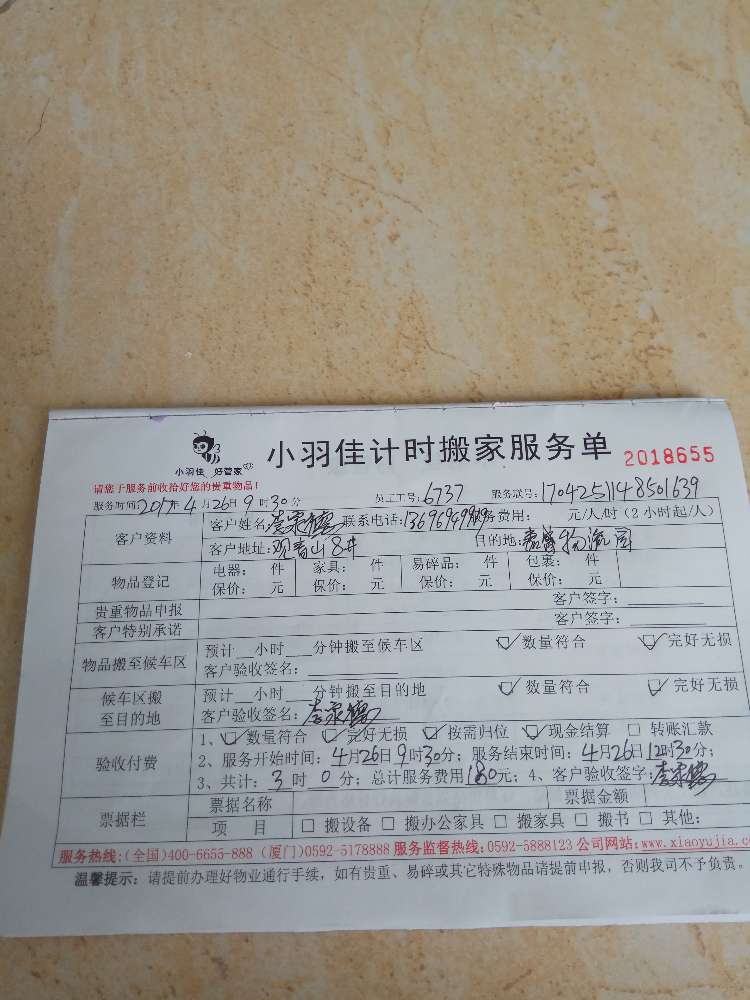 小羽佳 好管家
小羽佳计时搬家服务单 2018655
请您于服务前收拾好您的贵重物品!
服务时间:2017年4月26日9时30分 员工工号:6737 服务编号:1704251148501639
客户资料 客户姓名: 联系电话: 服务费用: 元/人/时(2小时起/人)
客户地址:观音山8井 目的地: 物流园
物品登记 电器: 件 家具: 件 易碎品: 件 包裹: 件
保价: 元 保价: 元 保价: 元 保价: 元
贵重物品申报 客户签字:
客户特别承诺 客户签字:
物品搬至候车区 预计__小时___分钟搬至候车区 ☑数量符合 ☑完好无损
客户验收签名:
候车区搬至目的地 预计__小时___分钟搬至目的地 ☑数量符合 ☑完好无损
客户验收签名:
验收付费 1、☑数量符合 ☑完好无损 ☑按需归位 ☑现金结算 □ 转账汇款
2、服务开始时间:4月26日9时30分; 服务结束时间:4月26日12时30分;
3、共计:3时0分; 总计服务费用180元; 4、客户验收签字:
票据栏 票据名称 票据金额
项 目 □ 搬设备 □ 搬办公家具 □ 搬家具 □ 搬书 □ 其他:
服务热线:(全国)400-6655-888 (厦门)0592-5178888 服务监督热线:0592-5888123 公司网站:www.xiaoyujia.co
温馨提示: 请提前办理好物业通行手续,如有贵重、易碎或其它特殊物品请提前申报,否则我司不予负责。